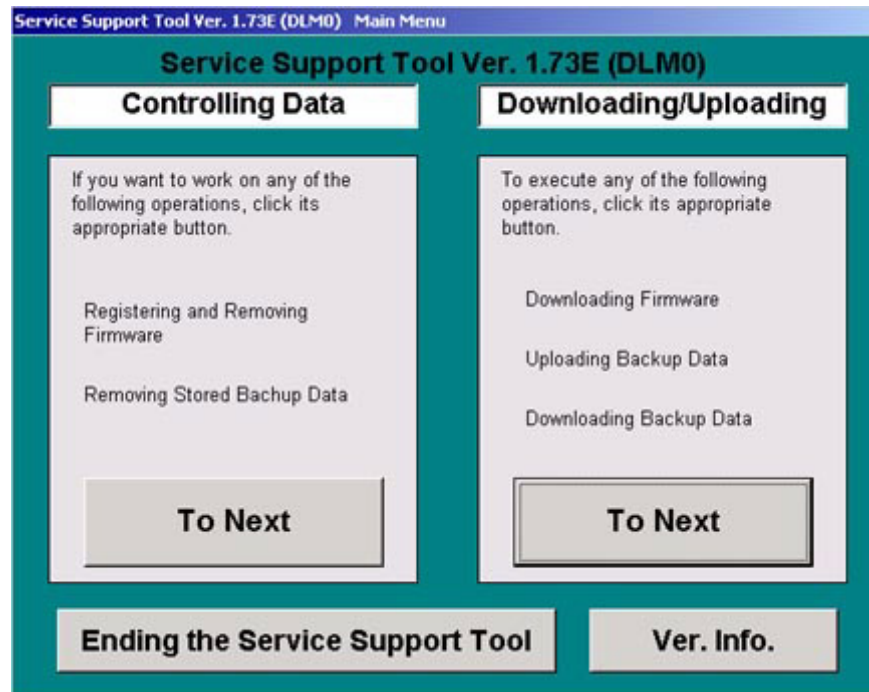 Service Support Tool Ver. 1.73E (DLM0) Main Menu
Service Support Tool Ver. 1.73E (DLM0)
Controlling Data
If you want to work on any of the
following operations, click its
appropriate button.
Registering and Removing
Firmware
Removing Stored Bachup Data
To Next
Downloading/Uploading
To execute any of the following
operations, click its appropriate
button.
Downloading Firmware
Uploading Backup Data
Downloading Backup Data
To Next
Ending the Service Support Tool
Ver. Info.